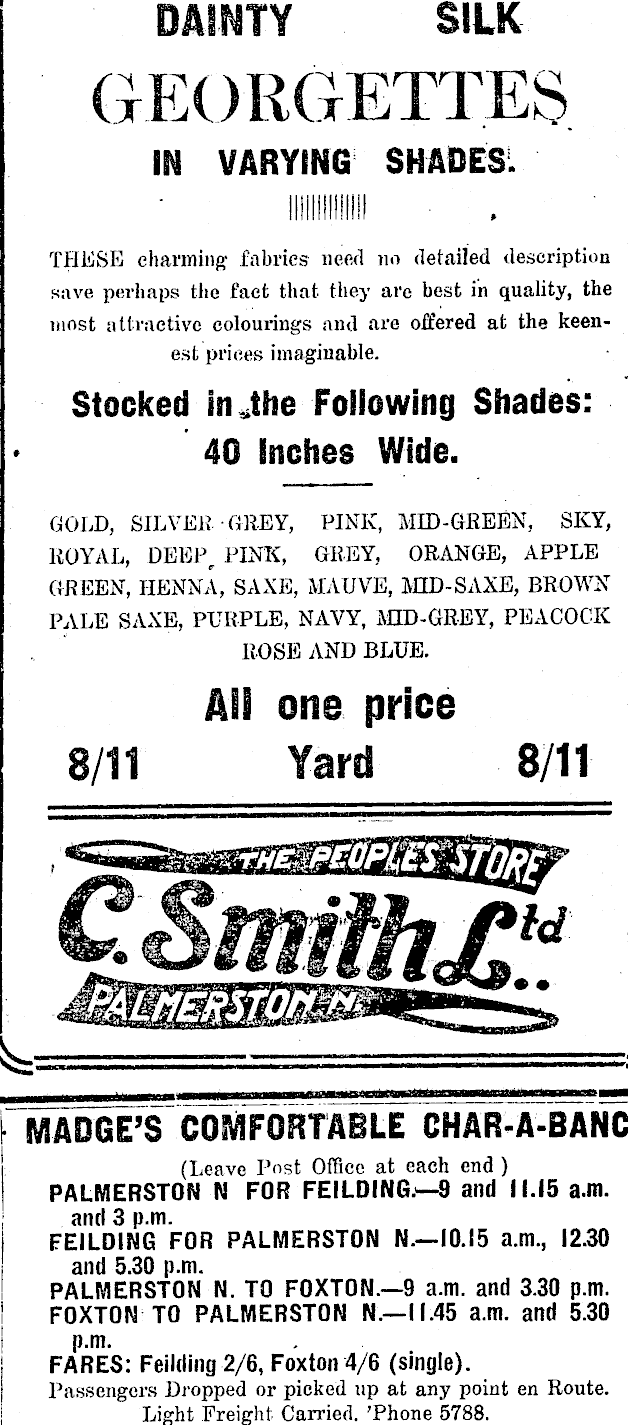 DAINTY SILK
GEORGETTES
IN VARYING SHADES.
THESE charming fabrics need no detailed description
save perhaps the fact that they are best in quality, the
most attractive colourings and are offered at the keen-
est prices imaginable.
Stocked in the Following Shades:
40 Inches Wide.
GOLD, SILVER GREY, PINK, MID-GREEN, SKY,
ROYAL, DEEP PINK, GREY, ORANGE, APPLE
GREEN, HENNA, SAXE, MAUVE, MID-SAXE, BROWN
PALE SAXE, PURPLE, NAVY, MID-GREY, PEACOCK
ROSE AND BLUE.
All one price
8/11 Yard 8/11
THE PEOPLES STORE
C. Smith Ltd..
PALMERSTON-N
MADGE'S COMFORTABLE CHAR-A-BANC
(Leave Post Office at each end)
PALMERSTON N FOR FEILDING.—9 and 11.15 a.m.
and 3 p.m.
FEILDING FOR PALMERSTON N.—10.15 a.m., 12.30
and 5.30 p.m.
PALMERSTON N. TO FOXTON.—9 a.m. and 3.30 p.m.
FOXTON TO PALMERSTON N.—11.45 a.m. and 5.30
p.m.
FARES: Feilding 2/6, Foxton 4/6 (single).
Passengers Dropped or picked up at any point en Route.
Light Freight Carried. 'Phone 5788.